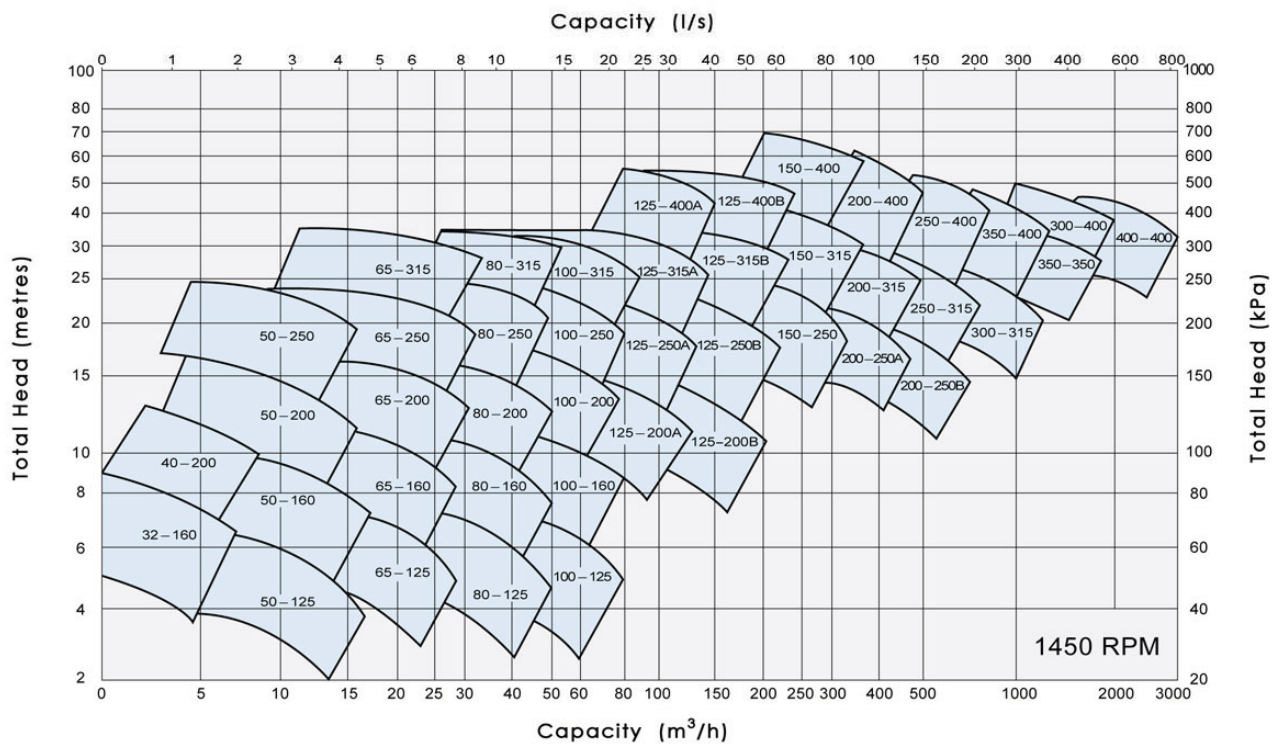 Capacity (l/s)
0 1 2 3 4 5 6 8 10 15 20 25 30 40 50 60 80 100 150 200 300 400 600 800
100 1000
80 800
70 700
60 600
50 500
40 400
30 300
25 250
20 200
15 150
10 100
8 80
6 60
4 40
2 20
Total Head (metres)
Total Head (kPa)
150–400
125–400A 125–400B 200–400
250–400 350–400 300–400 400–400
65–315 80–315 100–315 125–315A 125–315B 150–315 350–350
200–315
250–315 300–315
50–250 65–250 80–250 100–250 125–250A 125–250B 150–250
200–250A
200–250B
50–200 65–200 80–200 100–200
125–200A 125–200B
40–200
50–160 65–160 80–160 100–160
32–160
50–125 65–125 80–125 100–125
1450 RPM
0 5 10 15 20 25 30 40 50 60 80 100 150 200 250 300 400 500 1000 2000 3000
Capacity (m³/h)